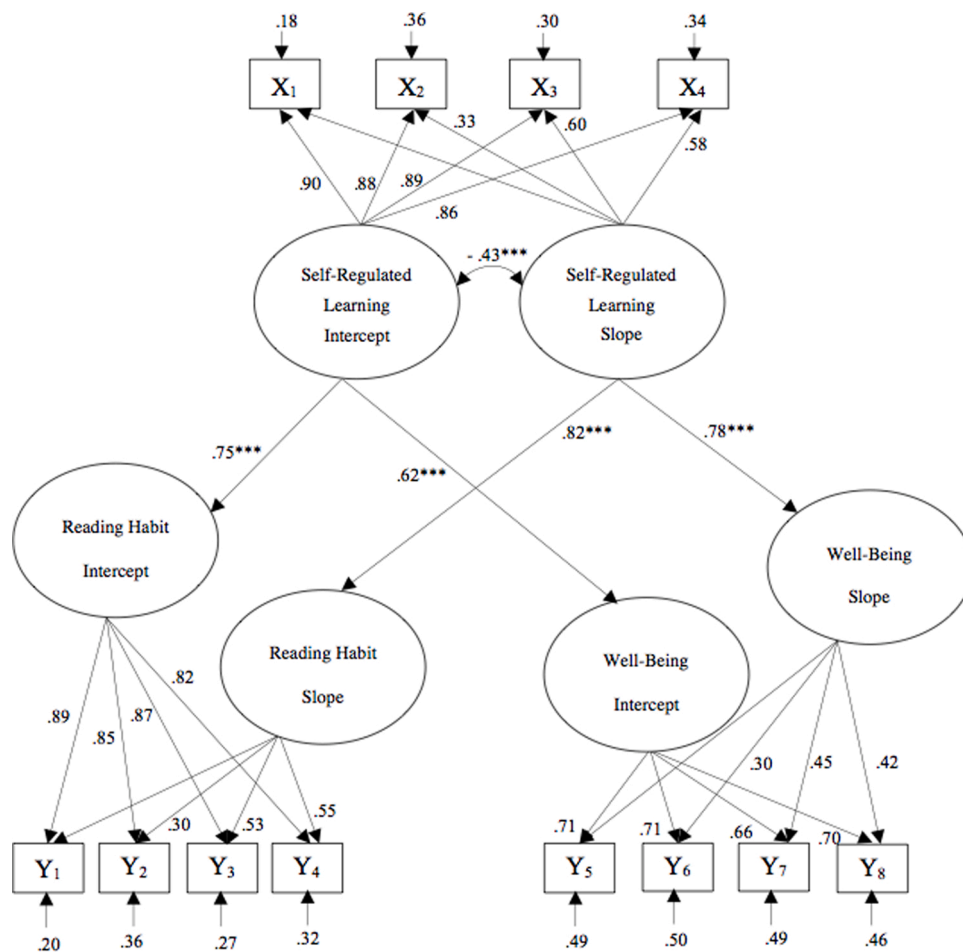 .18 .36 .30 .34
X1 X2 X3 X4
.33 .60
.58
.90 .88 .89
.86
- .43***
Self-Regulated
Learning
Intercept
Self-Regulated
Learning
Slope
.75*** .62*** .82*** .78***
Reading Habit
Intercept
Well-Being
Slope
Reading Habit
Slope
Well-Being
Intercept
.89 .85 .87 .82
.30 .53 .55
.71 .71 .66 .70
.30 .45 .42
Y1 Y2 Y3 Y4
Y5 Y6 Y7 Y8
.20 .36 .27 .32
.49 .50 .49 .46